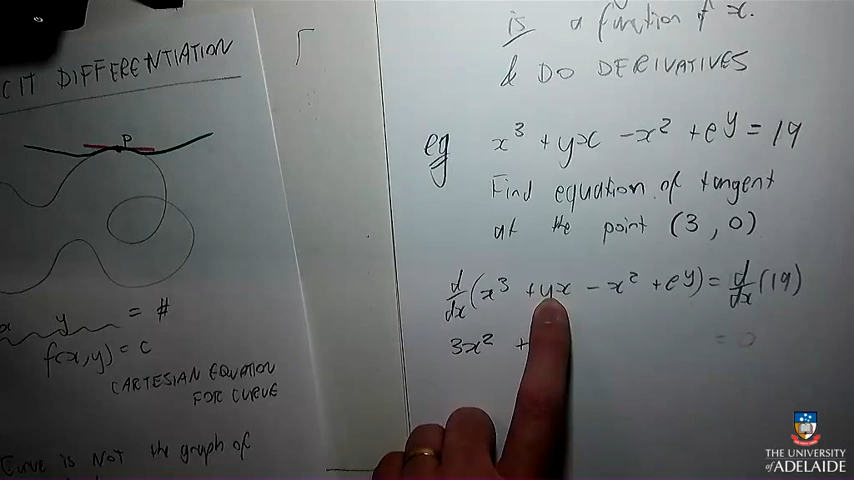 CIT DIFFERENTIATION
P
y = #
f(x,y) = c
CARTESIAN EQUATION
FOR CURVE
Curve is NOT the graph of
is a function of x.
& DO DERIVATIVES
eg x³ + yx - x² + e^y = 19
Find equation of tangent
at the point (3, 0)
d/dx (x³ + yx - x² + e^y) = d/dx (19)
3x² + = 0
THE UNIVERSITY
of ADELAIDE